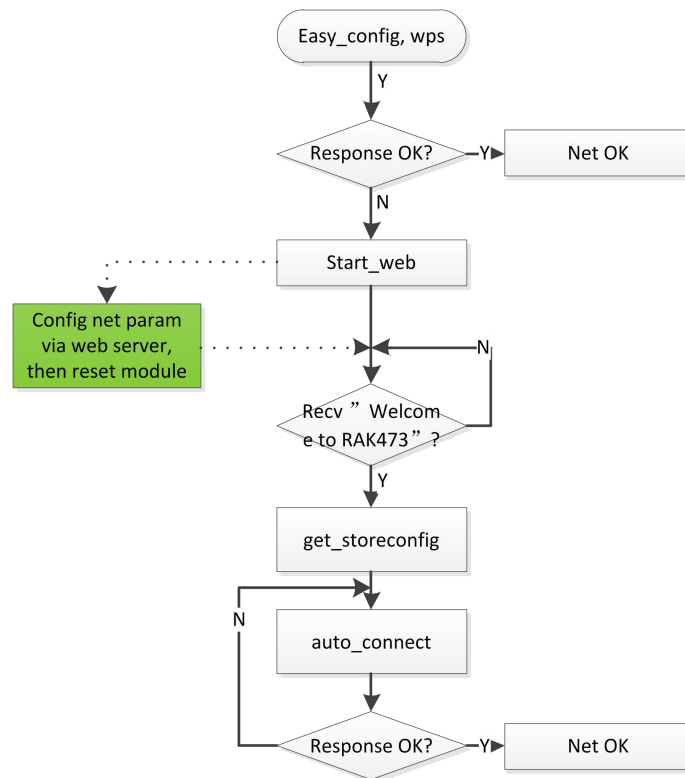 Easy_config, wps
Y
Response OK?
Y
Net OK
N
Start_web
Config net param
via web server,
then reset module
N
Recv ” Welcom
e to RAK473” ?
Y
get_storeconfig
N
auto_connect
Response OK?
Y
Net OK